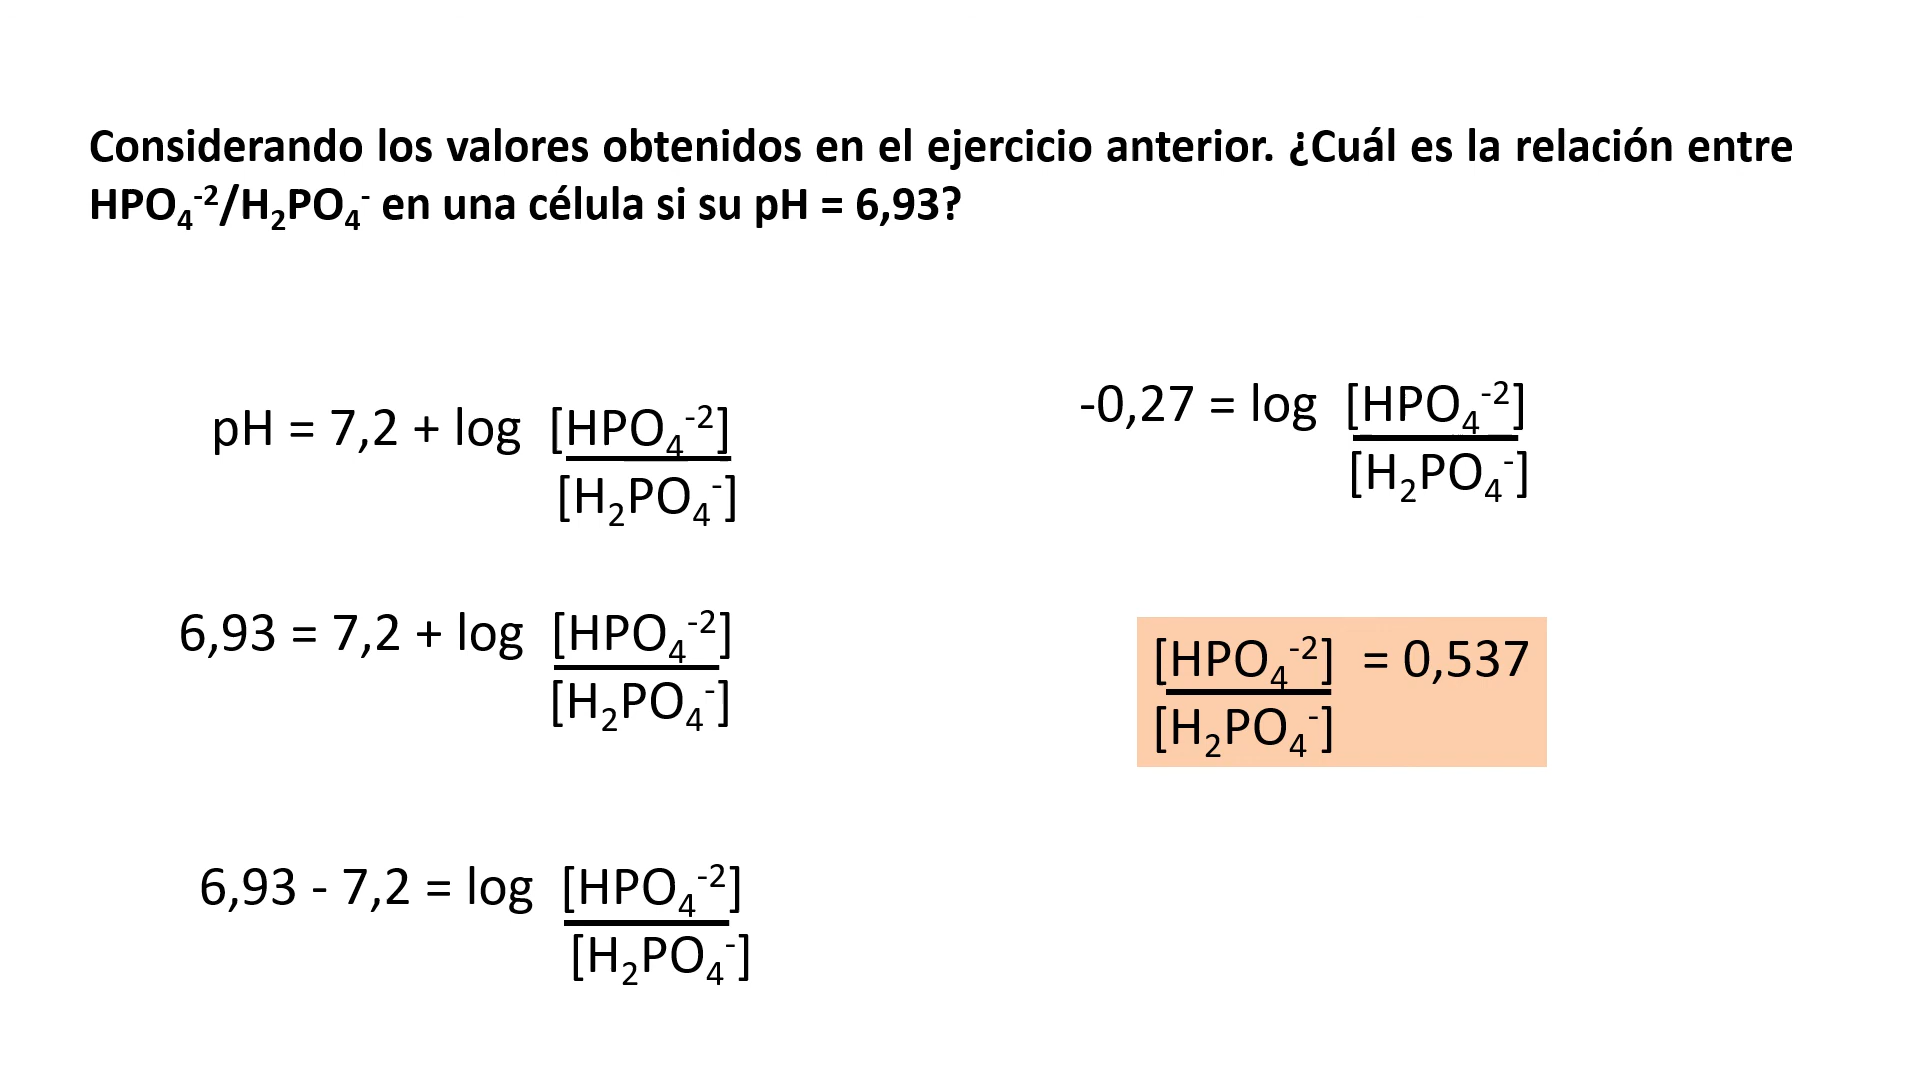 Considerando los valores obtenidos en el ejercicio anterior. ¿Cuál es la relación entre
HPO₄⁻²/H₂PO₄⁻ en una célula si su pH = 6,93?
pH = 7,2 + log [HPO₄⁻²]
[H₂PO₄⁻]
6,93 = 7,2 + log [HPO₄⁻²]
[H₂PO₄⁻]
6,93 - 7,2 = log [HPO₄⁻²]
[H₂PO₄⁻]
-0,27 = log [HPO₄⁻²]
[H₂PO₄⁻]
[HPO₄⁻²] = 0,537
[H₂PO₄⁻]